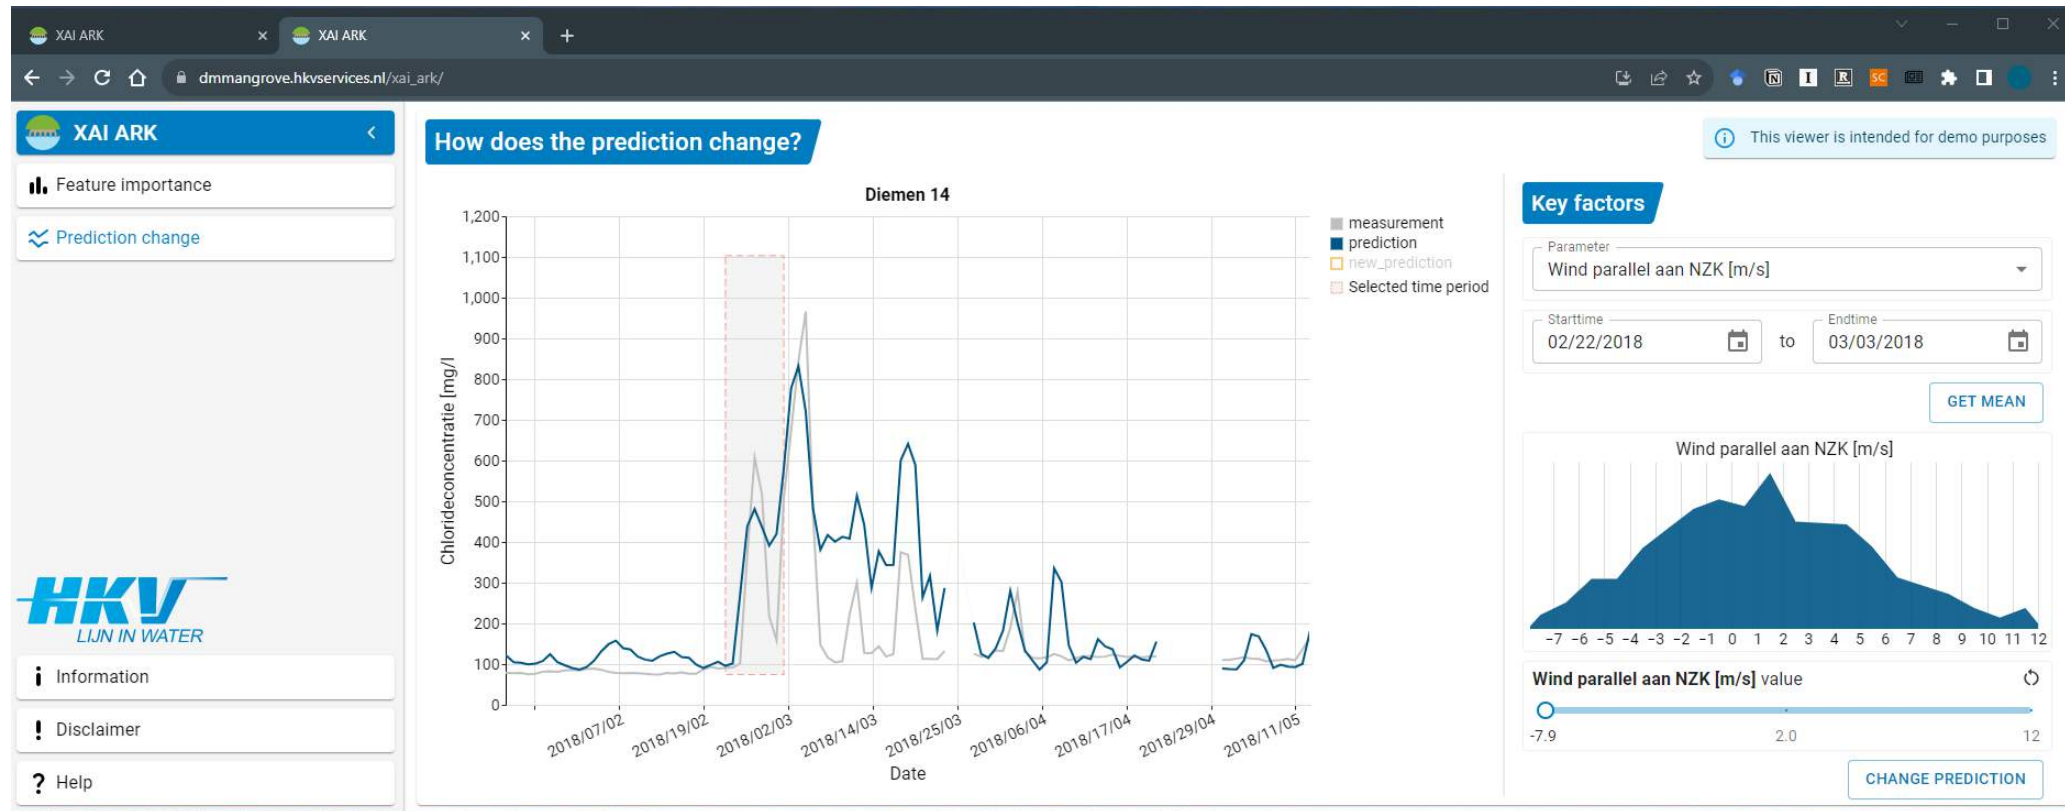 XAI ARK
XAI ARK
dmmangrove.hkvservices.nl/xai_ark/
XAI ARK
Feature importance
Prediction change
HKV
LIJN IN WATER
Information
Disclaimer
Help
How does the prediction change?
This viewer is intended for demo purposes
Diemen 14
1,200
1,100
1,000
900
800
700
600
500
400
300
200
100
0
Chlorideconcentratie [mg/l]
2018/07/02
2018/19/02
2018/02/03
2018/14/03
2018/25/03
2018/06/04
2018/17/04
2018/29/04
2018/11/05
Date
measurement
prediction
new_prediction
Selected time period
Key factors
Parameter
Wind parallel aan NZK [m/s]
Starttime
02/22/2018
to
Endtime
03/03/2018
GET MEAN
Wind parallel aan NZK [m/s]
-7 -6 -5 -4 -3 -2 -1 0 1 2 3 4 5 6 7 8 9 10 11 12
Wind parallel aan NZK [m/s] value
-7.9 2.0 12
CHANGE PREDICTION